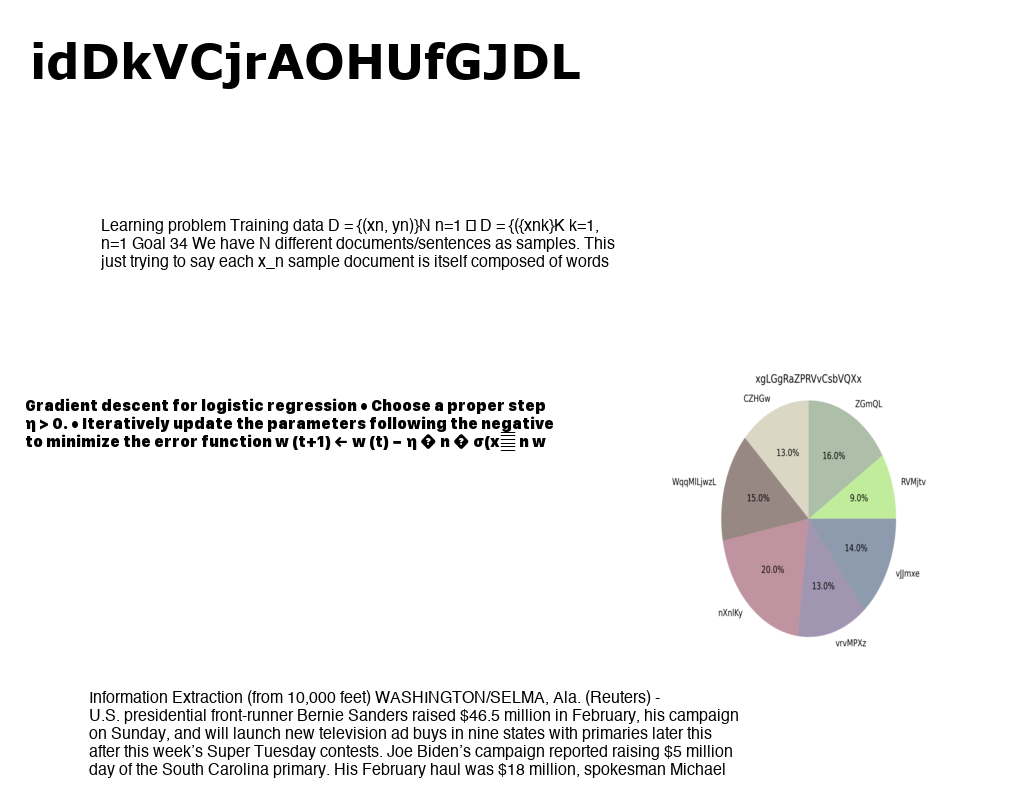 idDkVCjrAOHUfGJDL
Learning problem Training data D = {(xn, yn)}N n=1 □ D = {({xnk}K k=1,
n=1 Goal 34 We have N different documents/sentences as samples. This
just trying to say each x_n sample document is itself composed of words
xgLGgRaZPRVvCsbVQXx
CZHGw
ZGmQL
Gradient descent for logistic regression • Choose a proper step
η > 0. • Iteratively update the parameters following the negative
to minimize the error function w (t+1) ← w (t) − η � n � σ(x n w
13.0%
16.0%
WqqMILjwzL
RVMjtv
15.0%
9.0%
14.0%
20.0%
vJJmxe
13.0%
nXnIKy
vrvMPXz
Information Extraction (from 10,000 feet) WASHINGTON/SELMA, Ala. (Reuters) -
U.S. presidential front-runner Bernie Sanders raised $46.5 million in February, his campaign
on Sunday, and will launch new television ad buys in nine states with primaries later this
after this week’s Super Tuesday contests. Joe Biden’s campaign reported raising $5 million
day of the South Carolina primary. His February haul was $18 million, spokesman Michael